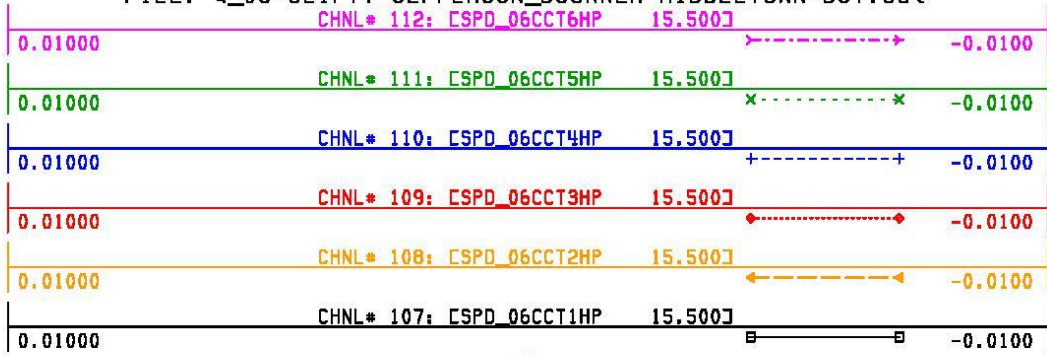 CHNL# 112: [SPD_06CCT6HP 15.500]
0.01000 -0.0100
CHNL# 111: [SPD_06CCT5HP 15.500]
0.01000 -0.0100
CHNL# 110: [SPD_06CCT4HP 15.500]
0.01000 -0.0100
CHNL# 109: [SPD_06CCT3HP 15.500]
0.01000 -0.0100
CHNL# 108: [SPD_06CCT2HP 15.500]
0.01000 -0.0100
CHNL# 107: [SPD_06CCT1HP 15.500]
0.01000 -0.0100